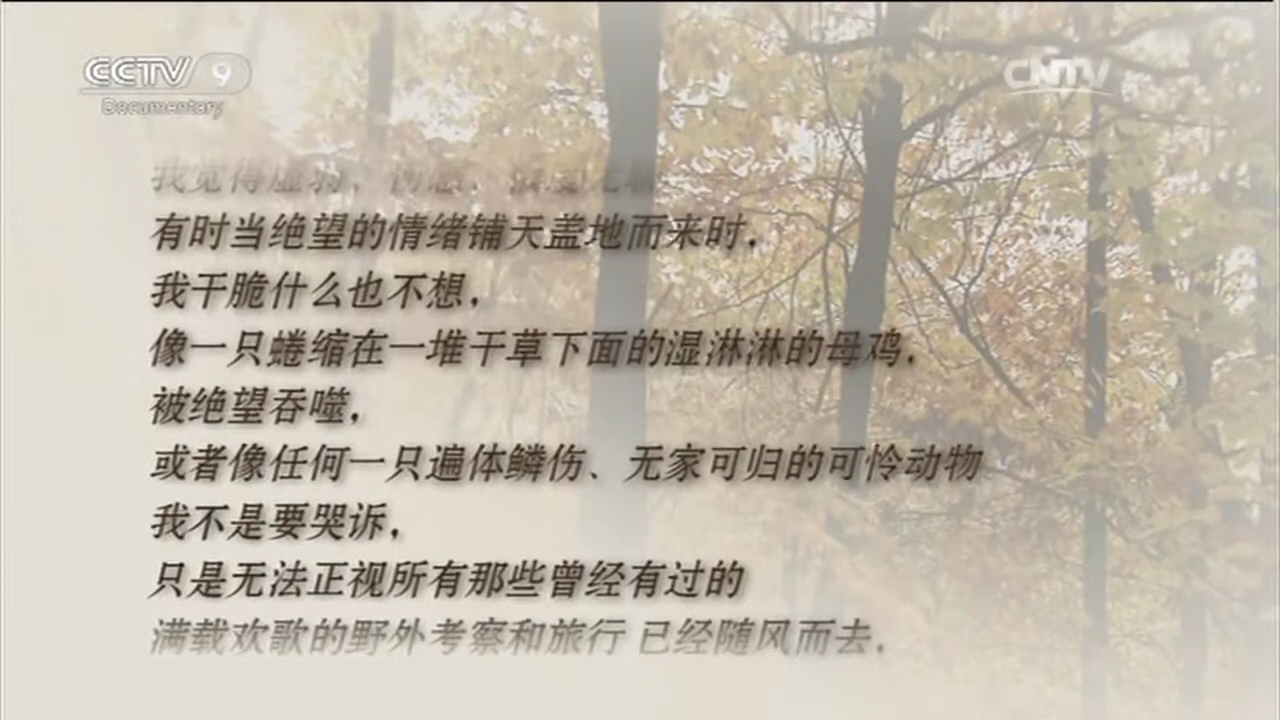 CCTV 9
Documentary
CNTV
我觉得虚弱，
有时当绝望的情绪铺天盖地而来时，
我干脆什么也不想，
像一只蜷缩在一堆干草下面的湿淋淋的母鸡，
被绝望吞噬，
或者像任何一只遍体鳞伤、无家可归的可怜动物
我不是要哭诉，
只是无法正视所有那些曾经有过的
满载欢歌的野外考察和旅行 已经随风而去，